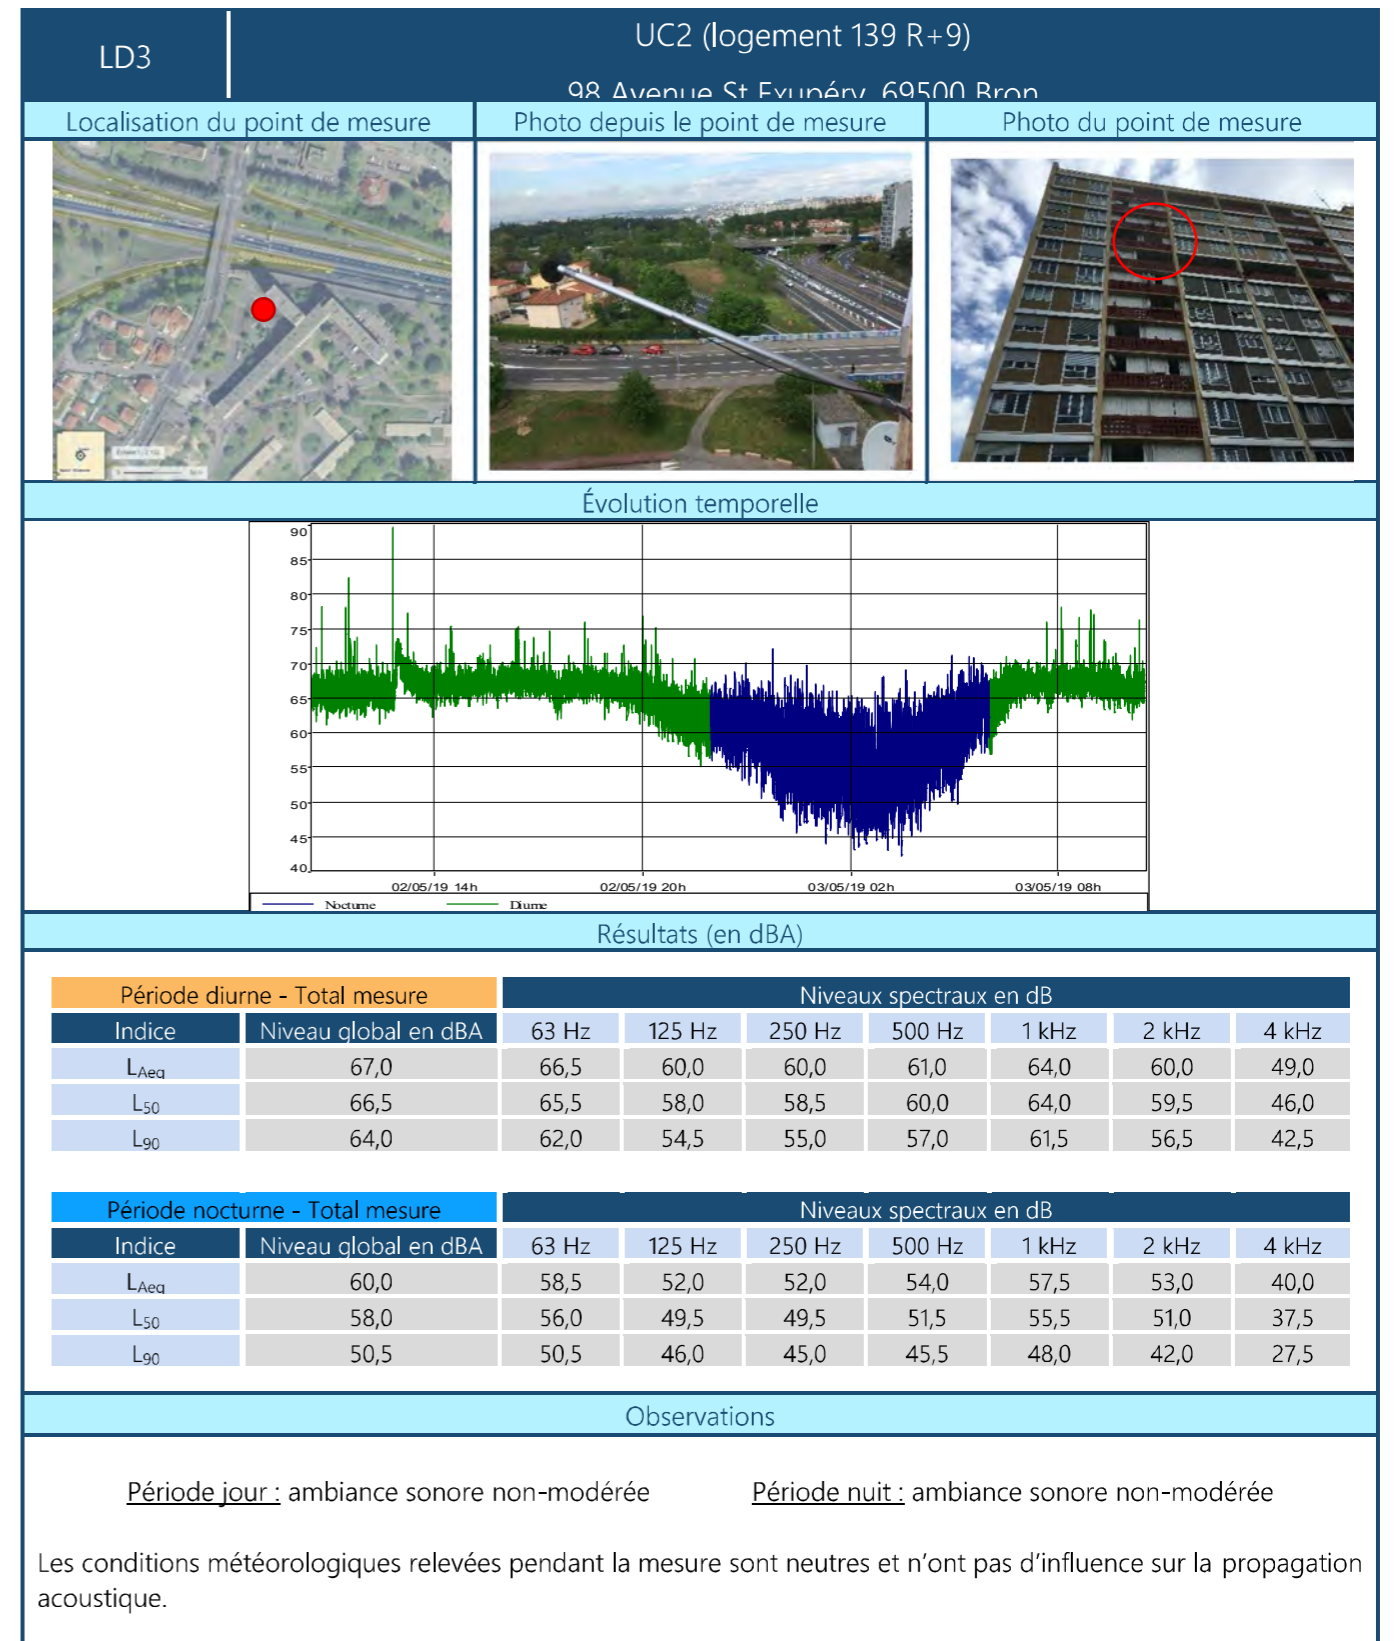 LD3
UC2 (logement 139 R+9)
98 Avenue St Exupéry, 69500 Bron
Localisation du point de mesure
Photo depuis le point de mesure
Photo du point de mesure
Évolution temporelle
90
85
80
75
70
65
60
55
50
45
40
02/05/19 14h 02/05/19 20h 03/05/19 02h 03/05/19 08h
Nocturne Diurne
Résultats (en dBA)
Période diurne - Total mesure Niveaux spectraux en dB
Indice Niveau global en dBA 63 Hz 125 Hz 250 Hz 500 Hz 1 kHz 2 kHz 4 kHz
LAeq 67,0 66,5 60,0 60,0 61,0 64,0 60,0 49,0
L50 66,5 65,5 58,0 58,5 60,0 64,0 59,5 46,0
L90 64,0 62,0 54,5 55,0 57,0 61,5 56,5 42,5
Période nocturne - Total mesure Niveaux spectraux en dB
Indice Niveau global en dBA 63 Hz 125 Hz 250 Hz 500 Hz 1 kHz 2 kHz 4 kHz
LAeq 60,0 58,5 52,0 52,0 54,0 57,5 53,0 40,0
L50 58,0 56,0 49,5 49,5 51,5 55,5 51,0 37,5
L90 50,5 50,5 46,0 45,0 45,5 48,0 42,0 27,5
Observations
Période jour : ambiance sonore non-modérée Période nuit : ambiance sonore non-modérée
Les conditions météorologiques relevées pendant la mesure sont neutres et n'ont pas d'influence sur la propagation
acoustique.